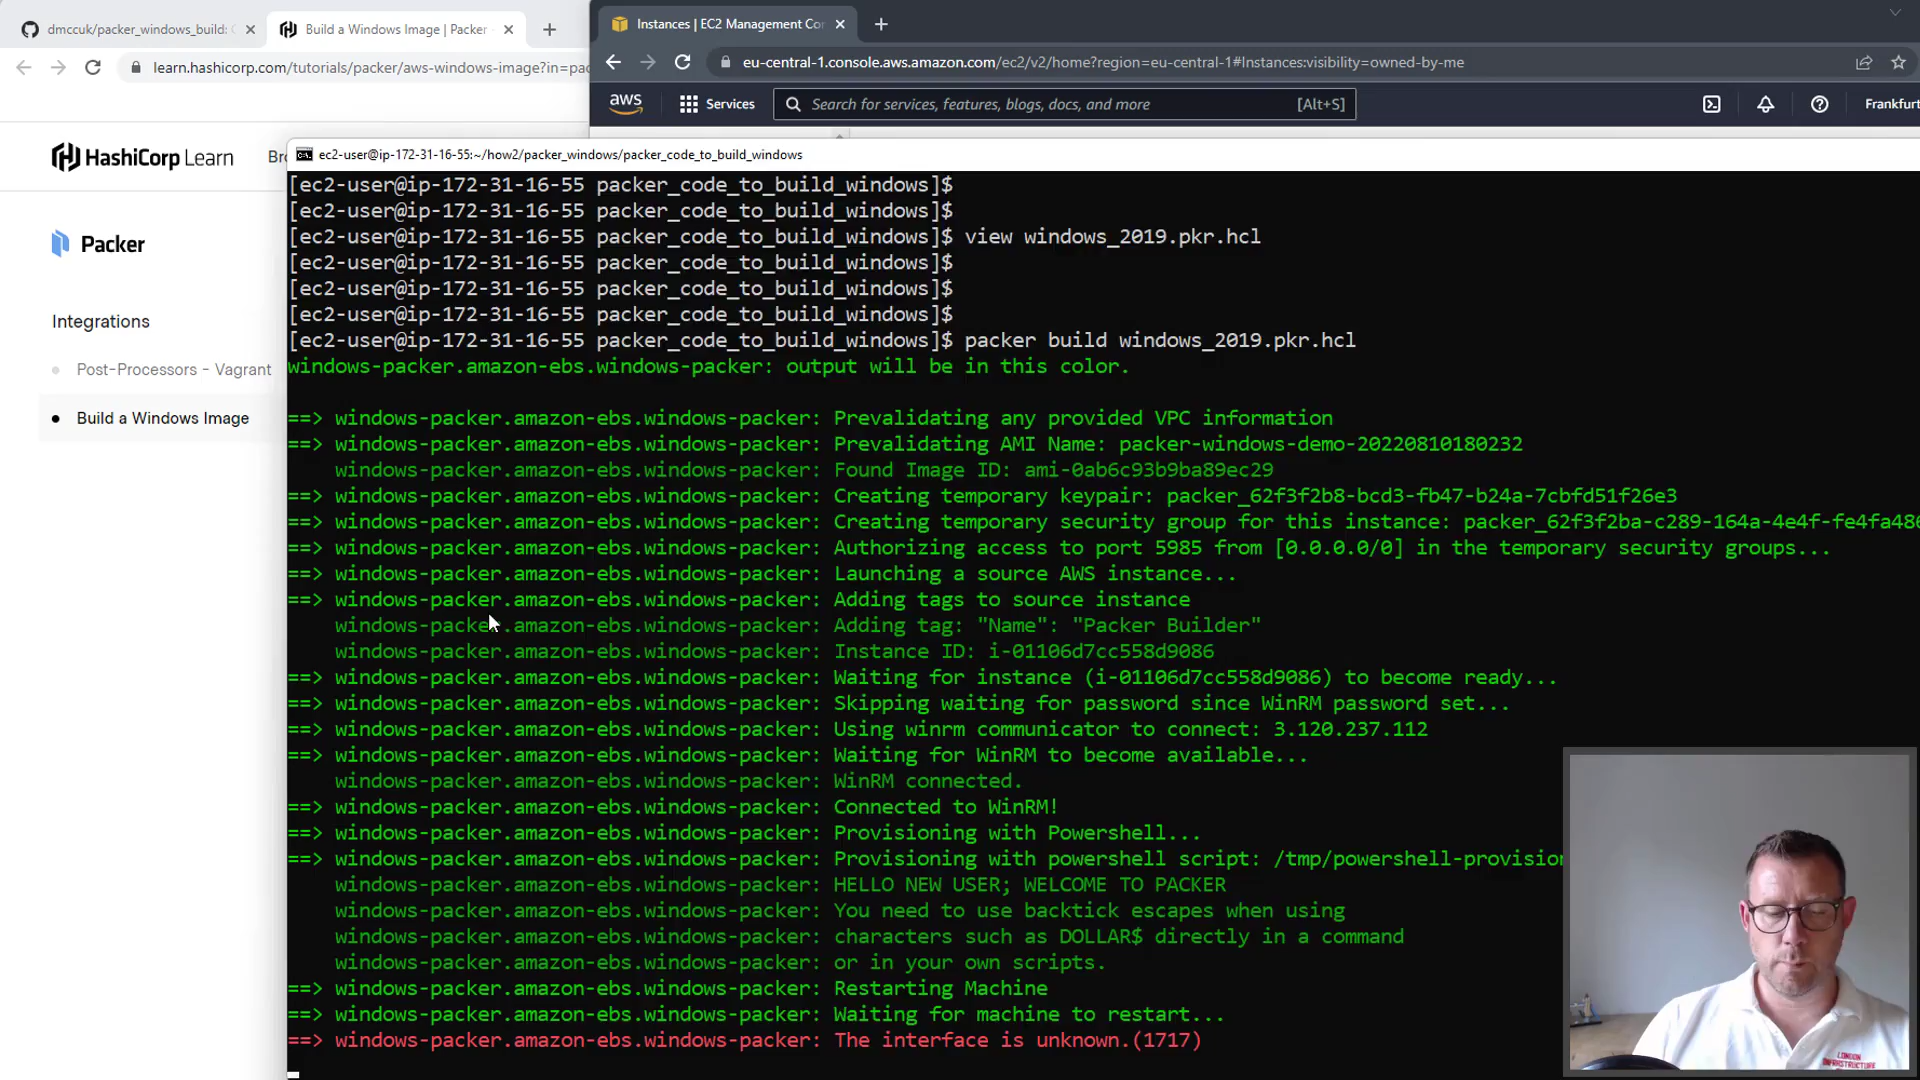 dmccuk/packer_windows_build:
Build a Windows Image | Packer
Instances | EC2 Management Co
learn.hashicorp.com/tutorials/packer/aws-windows-image?in=pac
eu-central-1.console.aws.amazon.com/ec2/v2/home?region=eu-central-1#Instances:visibility=owned-by-me
aws
Services
Search for services, features, blogs, docs, and more
[Alt+S]
Frankfurt
HashiCorp Learn
Bro
ec2-user@ip-172-31-16-55:~/how2/packer_windows/packer_code_to_build_windows
Packer
Integrations
Post-Processors - Vagrant
Build a Windows Image
[ec2-user@ip-172-31-16-55 packer_code_to_build_windows]$
[ec2-user@ip-172-31-16-55 packer_code_to_build_windows]$
[ec2-user@ip-172-31-16-55 packer_code_to_build_windows]$ view windows_2019.pkr.hcl
[ec2-user@ip-172-31-16-55 packer_code_to_build_windows]$
[ec2-user@ip-172-31-16-55 packer_code_to_build_windows]$
[ec2-user@ip-172-31-16-55 packer_code_to_build_windows]$
[ec2-user@ip-172-31-16-55 packer_code_to_build_windows]$ packer build windows_2019.pkr.hcl
windows-packer.amazon-ebs.windows-packer: output will be in this color.
==> windows-packer.amazon-ebs.windows-packer: Prevalidating any provided VPC information
==> windows-packer.amazon-ebs.windows-packer: Prevalidating AMI Name: packer-windows-demo-20220810180232
windows-packer.amazon-ebs.windows-packer: Found Image ID: ami-0ab6c93b9ba89ec29
==> windows-packer.amazon-ebs.windows-packer: Creating temporary keypair: packer_62f3f2b8-bcd3-fb47-b24a-7cbfd51f26e3
==> windows-packer.amazon-ebs.windows-packer: Creating temporary security group for this instance: packer_62f3f2ba-c289-164a-4e4f-fe4fa486
==> windows-packer.amazon-ebs.windows-packer: Authorizing access to port 5985 from [0.0.0.0/0] in the temporary security groups...
==> windows-packer.amazon-ebs.windows-packer: Launching a source AWS instance...
==> windows-packer.amazon-ebs.windows-packer: Adding tags to source instance
windows-packer.amazon-ebs.windows-packer: Adding tag: "Name": "Packer Builder"
windows-packer.amazon-ebs.windows-packer: Instance ID: i-01106d7cc558d9086
==> windows-packer.amazon-ebs.windows-packer: Waiting for instance (i-01106d7cc558d9086) to become ready...
==> windows-packer.amazon-ebs.windows-packer: Skipping waiting for password since WinRM password set...
==> windows-packer.amazon-ebs.windows-packer: Using winrm communicator to connect: 3.120.237.112
==> windows-packer.amazon-ebs.windows-packer: Waiting for WinRM to become available...
windows-packer.amazon-ebs.windows-packer: WinRM connected.
==> windows-packer.amazon-ebs.windows-packer: Connected to WinRM!
==> windows-packer.amazon-ebs.windows-packer: Provisioning with Powershell...
==> windows-packer.amazon-ebs.windows-packer: Provisioning with powershell script: /tmp/powershell-provision
windows-packer.amazon-ebs.windows-packer: HELLO NEW USER; WELCOME TO PACKER
windows-packer.amazon-ebs.windows-packer: You need to use backtick escapes when using
windows-packer.amazon-ebs.windows-packer: characters such as DOLLAR$ directly in a command
windows-packer.amazon-ebs.windows-packer: or in your own scripts.
==> windows-packer.amazon-ebs.windows-packer: Restarting Machine
==> windows-packer.amazon-ebs.windows-packer: Waiting for machine to restart...
==> windows-packer.amazon-ebs.windows-packer: The interface is unknown.(1717)
LONDON
INFRASTRUCTURE